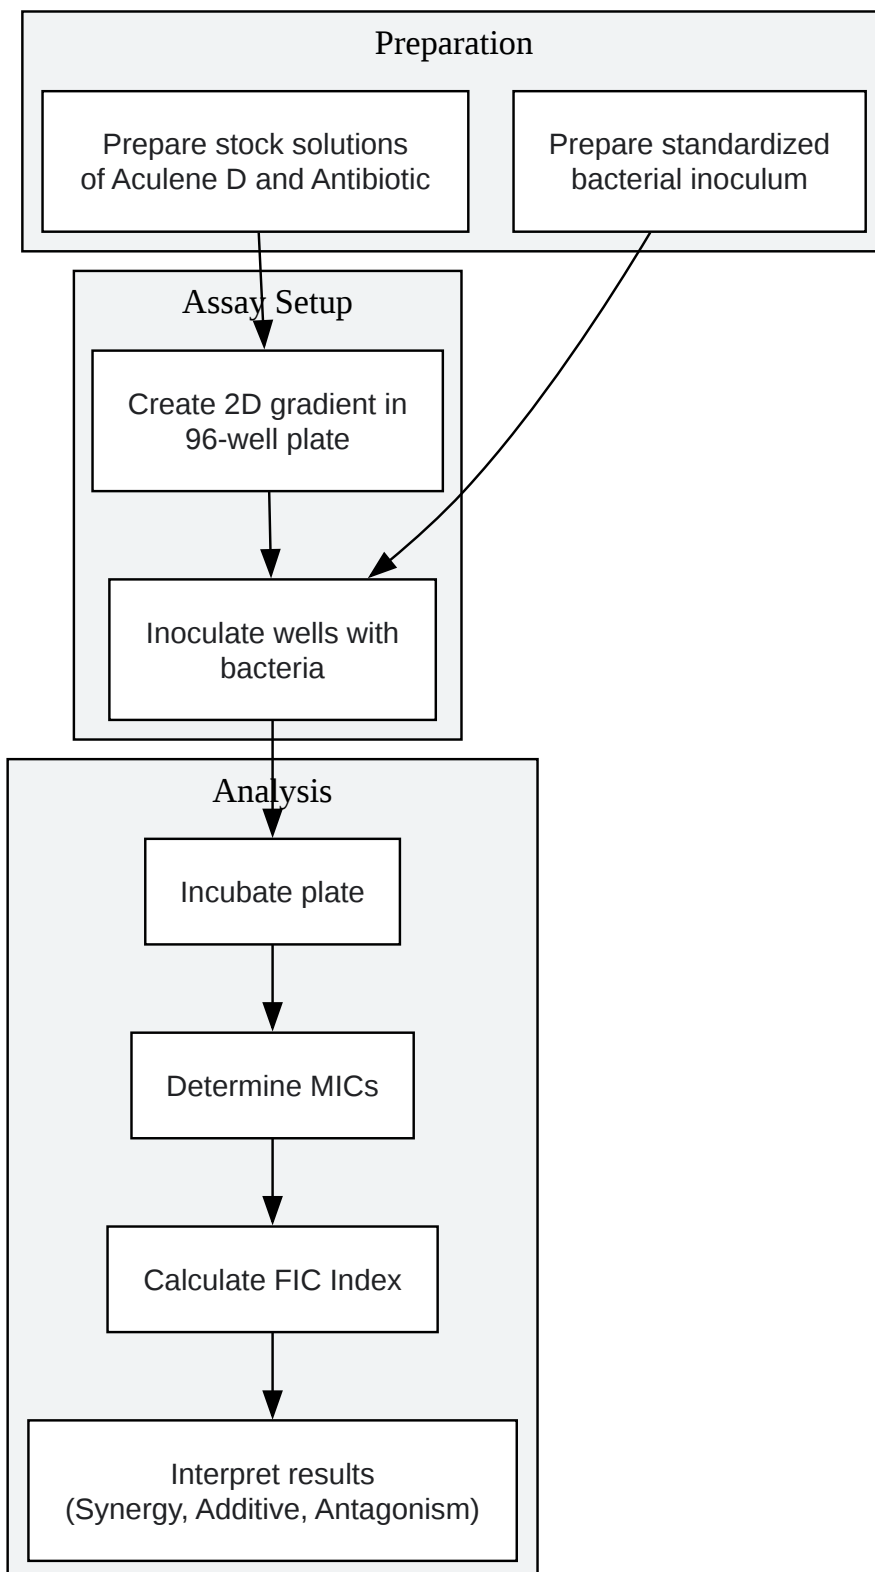 Preparation
Prepare stock solutions
of Aculene D and Antibiotic
Prepare standardized
bacterial inoculum
Assay Setup
Create 2D gradient in
96-well plate
Inoculate wells with
bacteria
Analysis
Incubate plate
Determine MICs
Calculate FIC Index
Interpret results
(Synergy, Additive, Antagonism)